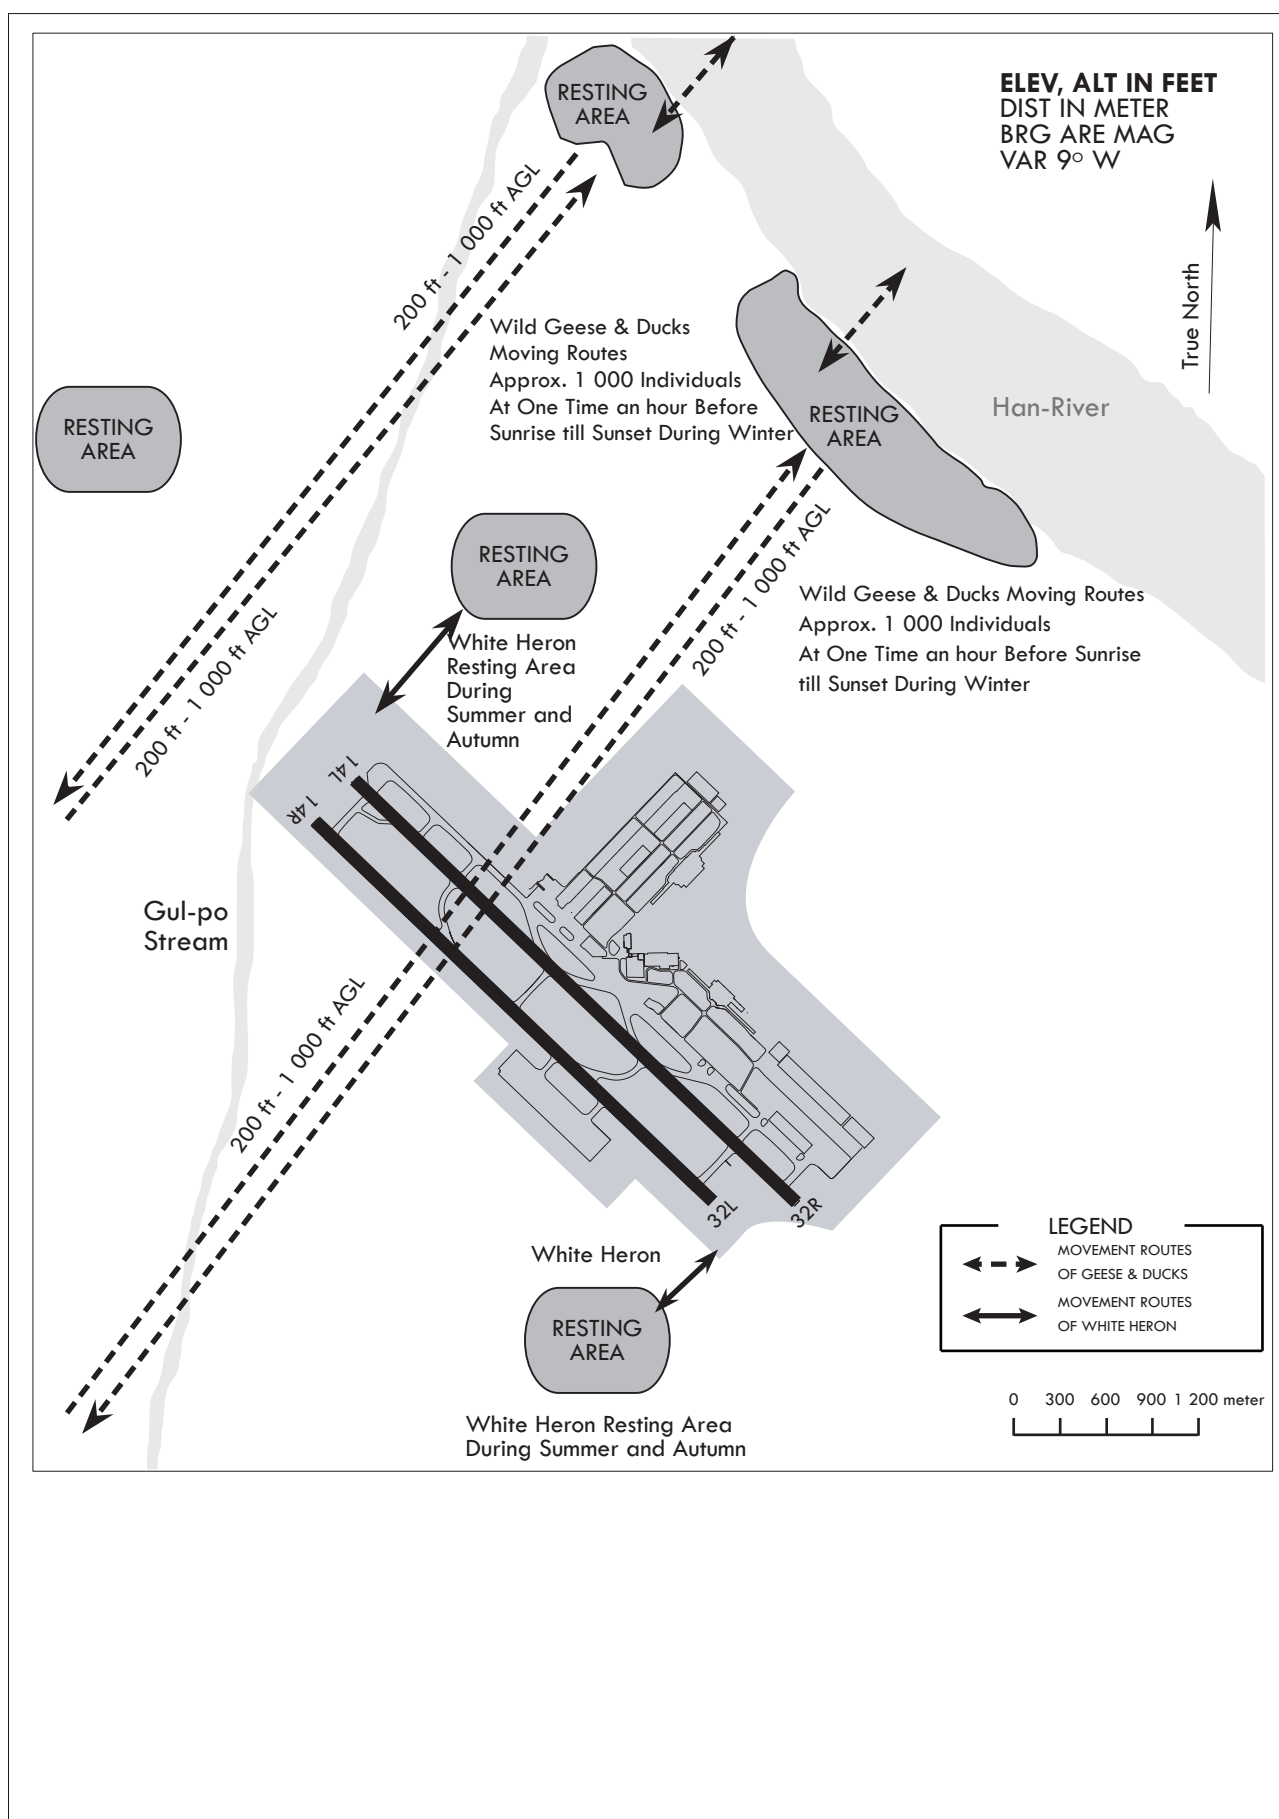 RESTING
AREA
ELEV, ALT IN FEET
DIST IN METER
BRG ARE MAG
VAR 9° W
True North
200 ft - 1 000 ft AGL
Wild Geese & Ducks
Moving Routes
Approx. 1 000 Individuals
At One Time an hour Before
Sunrise till Sunset During Winter
RESTING
AREA
Han-River
RESTING
AREA
RESTING
AREA
200 ft - 1 000 ft AGL
Wild Geese & Ducks Moving Routes
Approx. 1 000 Individuals
At One Time an hour Before Sunrise
till Sunset During Winter
200 ft - 1 000 ft AGL
White Heron
Resting Area
During
Summer and
Autumn
14L
14R
Gul-po
Stream
200 ft - 1 000 ft AGL
32L
32R
White Heron
RESTING
AREA
White Heron Resting Area
During Summer and Autumn
LEGEND
MOVEMENT ROUTES
OF GEESE & DUCKS
MOVEMENT ROUTES
OF WHITE HERON
0 300 600 900 1 200 meter